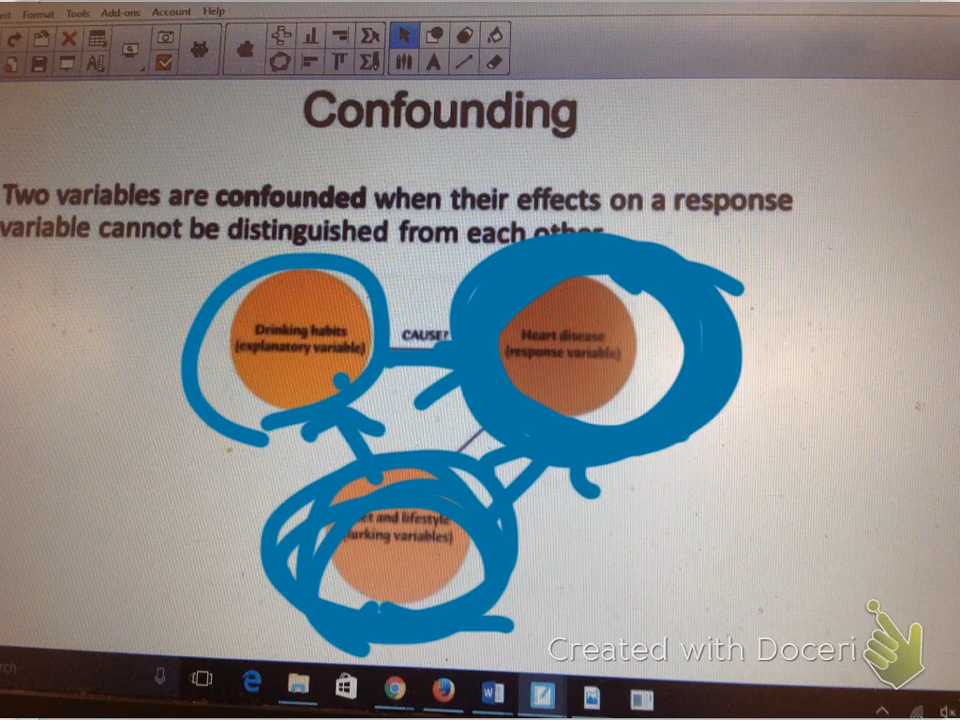 Format Tools Add-ons Account Help
Confounding
Two variables are confounded when their effects on a response
variable cannot be distinguished from each other
Drinking habits
(explanatory variable)
CAUSE?
Heart disease
(response variable)
and lifestyle
variables)
Created with Doceri